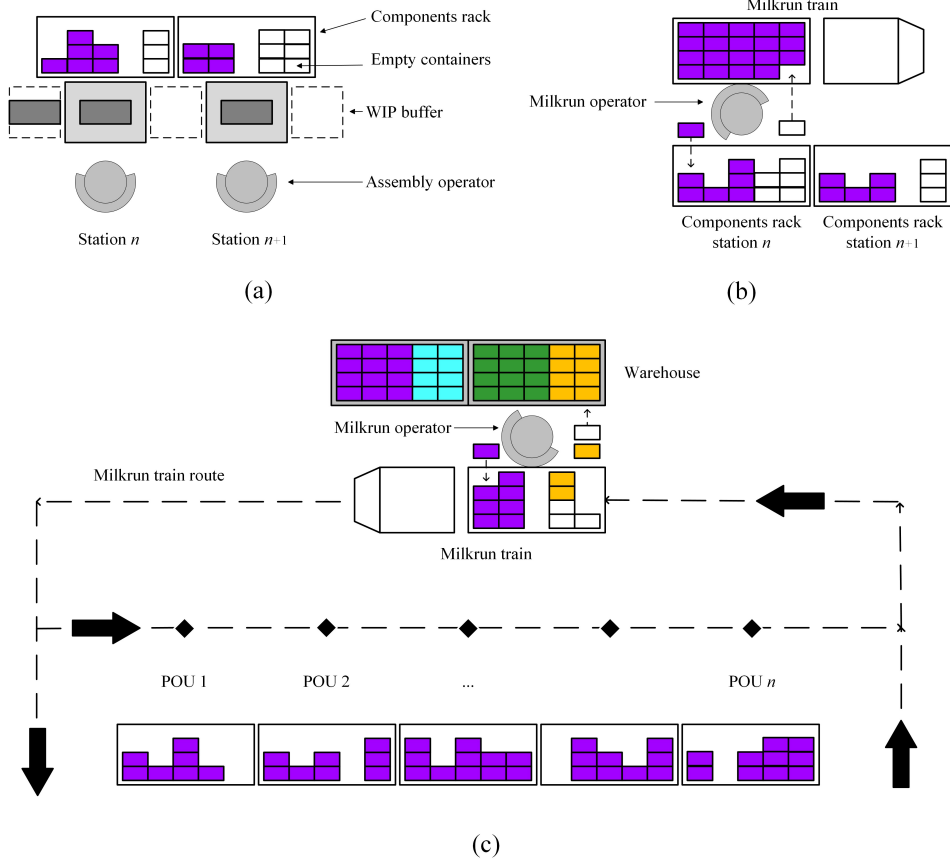 Components rack
Empty containers
WIP buffer
Assembly operator
Station n
Station n+1
(a)
Milkrun train
Milkrun operator
Components rack
station n
Components rack
station n+1
(b)
Warehouse
Milkrun operator
Milkrun train route
Milkrun train
POU 1
POU 2
...
POU n
(c)